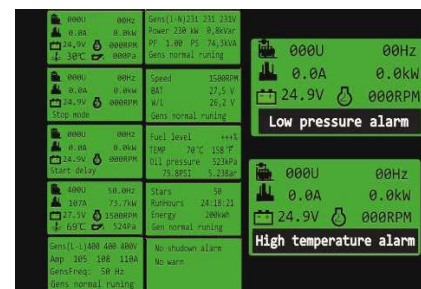 000U 00Hz
0.0A 0.0kW
24.9V 000RPM
30℃ 000Pa
Gens(L-N)231 231 231V
Power 230 kW 0,8kVar
PF 1.00 PS 74,3kVA
Gens normal runing
000U 00Hz
0.0A 0.0kW
24.9V 000RPM
Stop mode
Speed 1500RPM
BAT 27,5 V
W/L 26,2 V
Gens normal runing
000U 00Hz
0.0A 0.0kW
24.9V 000RPM
Start delay
Fuel level +++%
TEMP 70℃ 158℉
Oil pressure 523kPa
75.8PSI 5.23Bar
400U 50.0Hz
107A 73.7kW
27.5V 1500RPM
69℃ 524Pa
Stars 50
RunHours 24:18:21
Energy 200kWh
Gen normal runing
Gens(L-L)400 400 400V
Amp 105 108 110A
GensFreq: 50 Hz
Gens normal runing
No shudown alarm
No warn
000U 00Hz
0.0A 0.0kW
24.9V 000RPM
Low pressure alarm
000U 00Hz
0.0A 0.0kW
24.9V 000RPM
High temperature alarm